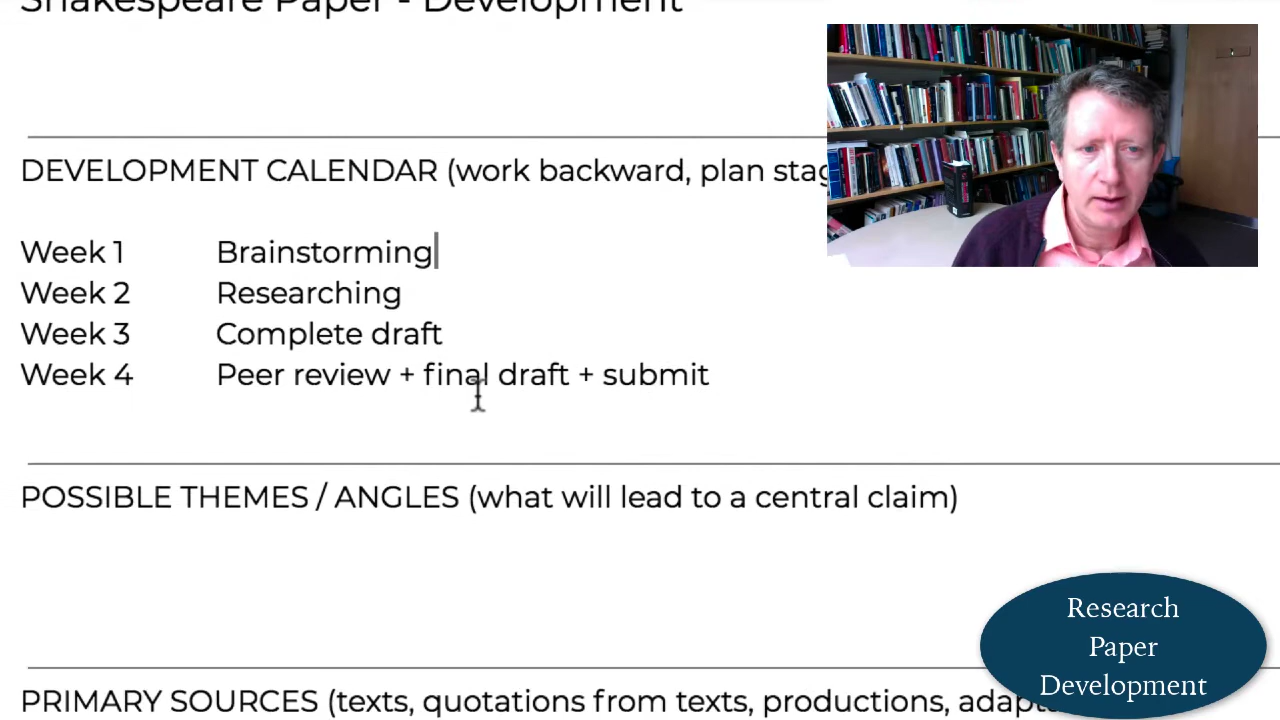 Shakespeare Paper - Development
DEVELOPMENT CALENDAR (work backward, plan
Week 1 Brainstorming
Week 2 Researching
Week 3 Complete draft
Week 4 Peer review + final draft + submit
POSSIBLE THEMES / ANGLES (what will lead to a central claim)
Research
Paper
Development
PRIMARY SOURCES (texts, quotations from texts, productions,